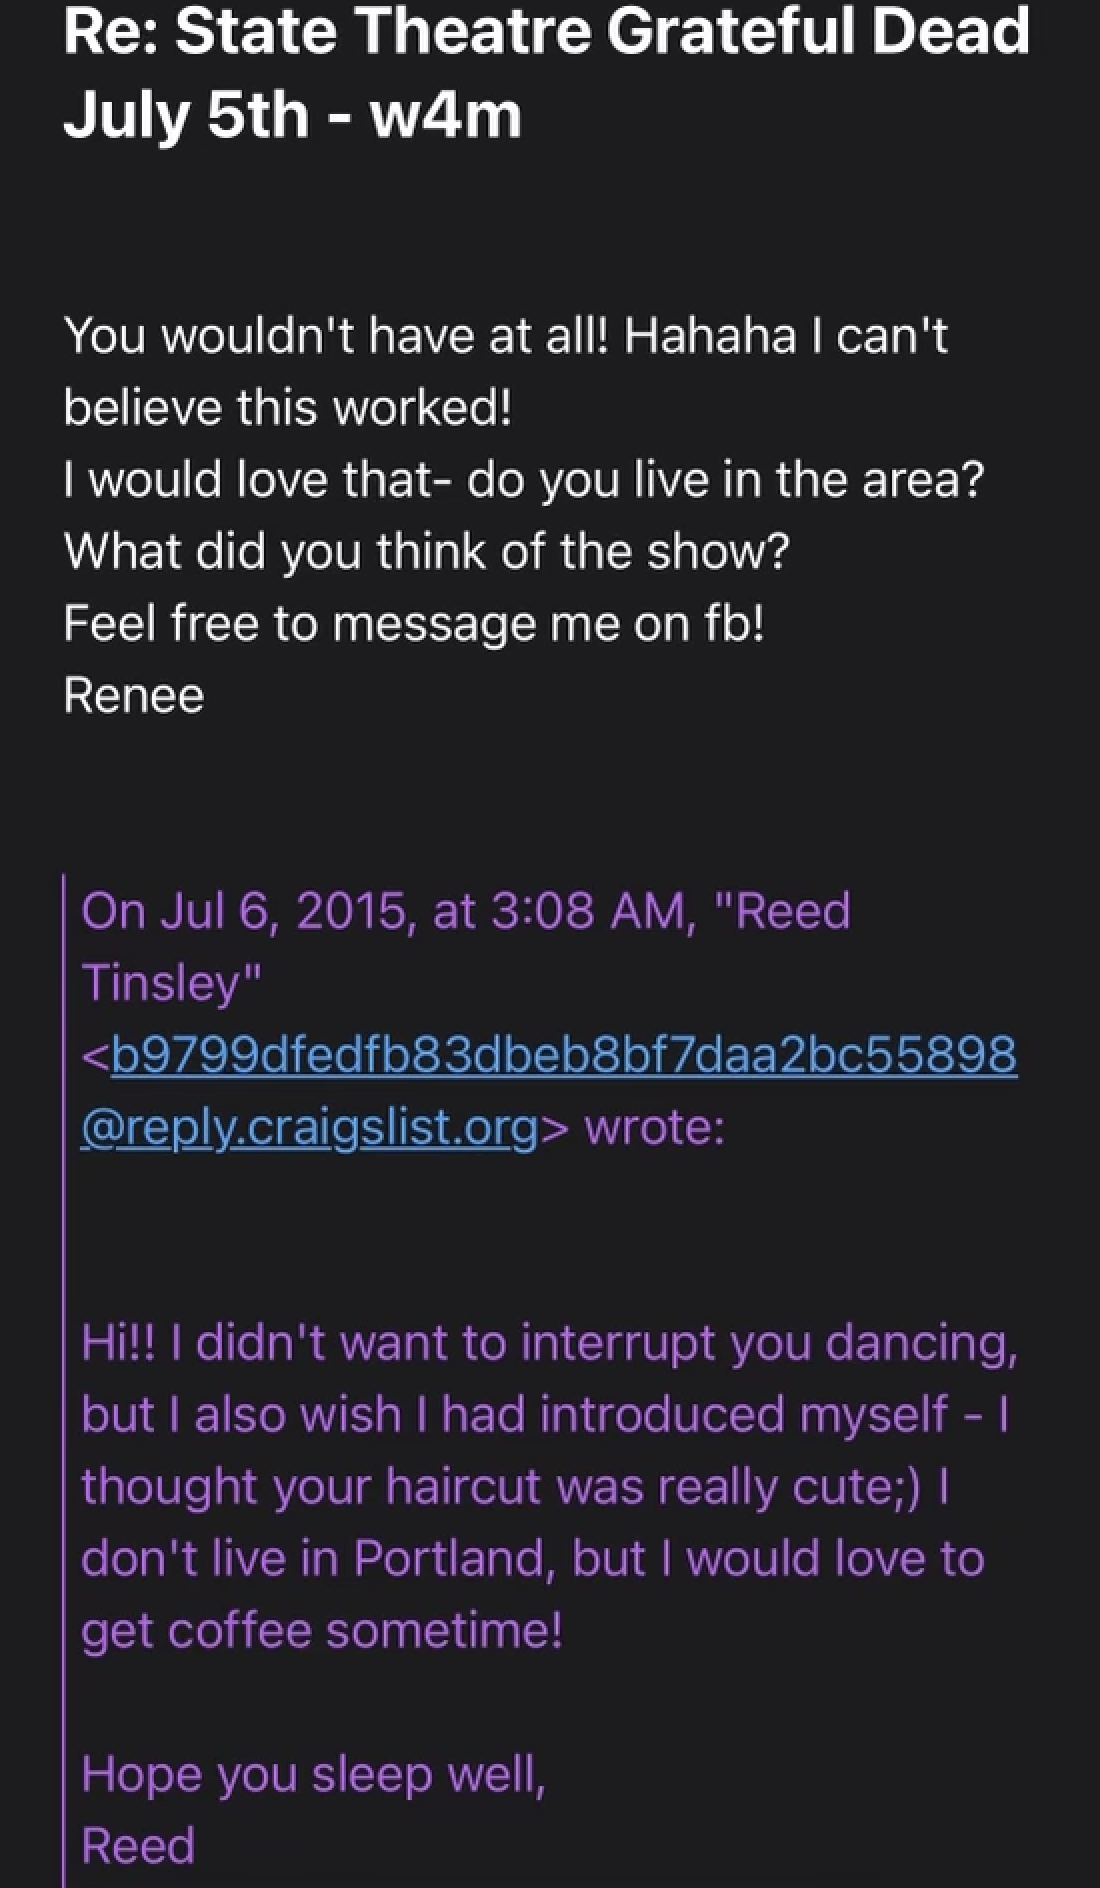 Re: State Theatre Grateful Dead
July 5th - w4m
You wouldn't have at all! Hahaha I can't
believe this worked!
I would love that- do you live in the area?
What did you think of the show?
Feel free to message me on fb!
Renee
On Jul 6, 2015, at 3:08 AM, "Reed
Tinsley"
<b9799dfedfb83dbeb8bf7daa2bc55898
@reply.craigslist.org> wrote:
Hi!! I didn't want to interrupt you dancing,
but I also wish I had introduced myself - I
thought your haircut was really cute;) I
don't live in Portland, but I would love to
get coffee sometime!
Hope you sleep well,
Reed